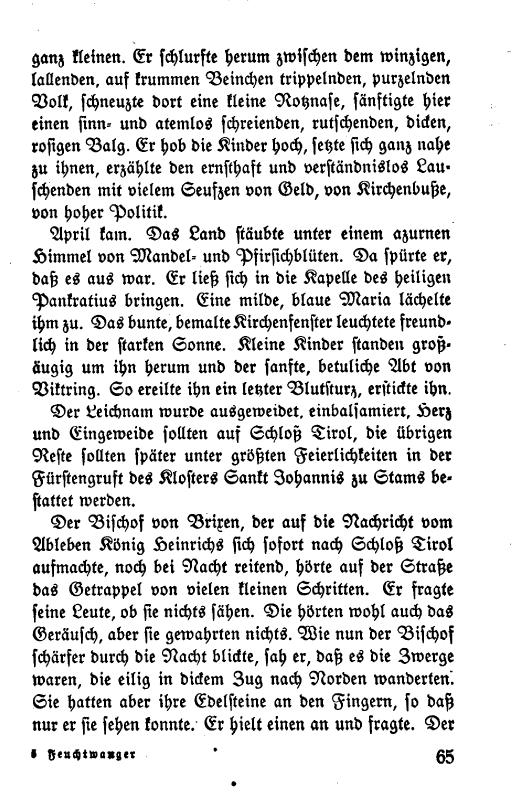 ganz kleinen. Er schlurfte herum zwischen dem winzigen,
lallenden, auf krummen Beinchen trippelnden, purzelnden
Volk, schneuzte dort eine kleine Rotznase, sänftigte hier
einen sinn- und atemlos schreienden, rutschenden, dicken,
rosigen Balg. Er hob die Kinder hoch, setzte sich ganz nahe
zu ihnen, erzählte den ernsthaft und verständnislos Lau-
schenden mit vielem Seufzen von Geld, von Kirchenbuße,
von hoher Politik.
April kam. Das Land stäubte unter einem azurnen
Himmel von Mandel- und Pfirsichblüten. Da spürte er,
daß es aus war. Er ließ sich in die Kapelle des heiligen
Pankratius bringen. Eine milde, blaue Maria lächelte
ihm zu. Das bunte, bemalte Kirchenfenster leuchtete freund-
lich in der starken Sonne. Kleine Kinder standen groß-
äugig um ihn herum und der sanfte, betuliche Abt von
Viktring. So ereilte ihn ein letzter Blutsturz, erstickte ihn.
Der Leichnam wurde ausgeweidet, einbalsamiert, Herz
und Eingeweide sollten auf Schloß Tirol, die übrigen
Reste sollten später unter größten Feierlichkeiten in der
Fürstengruft des Klosters Sankt Johannis zu Stams be-
stattet werden.
Der Bischof von Brixen, der auf die Nachricht vom
Ableben König Heinrichs sich sofort nach Schloß Tirol
aufmachte, noch bei Nacht reitend, hörte auf der Straße
das Getrappel von vielen kleinen Schritten. Er fragte
seine Leute, ob sie nichts sähen. Die hörten wohl auch das
Geräusch, aber sie gewahrten nichts. Wie nun der Bischof
schärfer durch die Nacht blickte, sah er, daß es die Zwerge
waren, die eilig in dickem Zug nach Norden wanderten.
Sie hatten aber ihre Edelsteine an den Fingern, so daß
nur er sie sehen konnte. Er hielt einen an und fragte. Der
5 Feuchtwanger 65